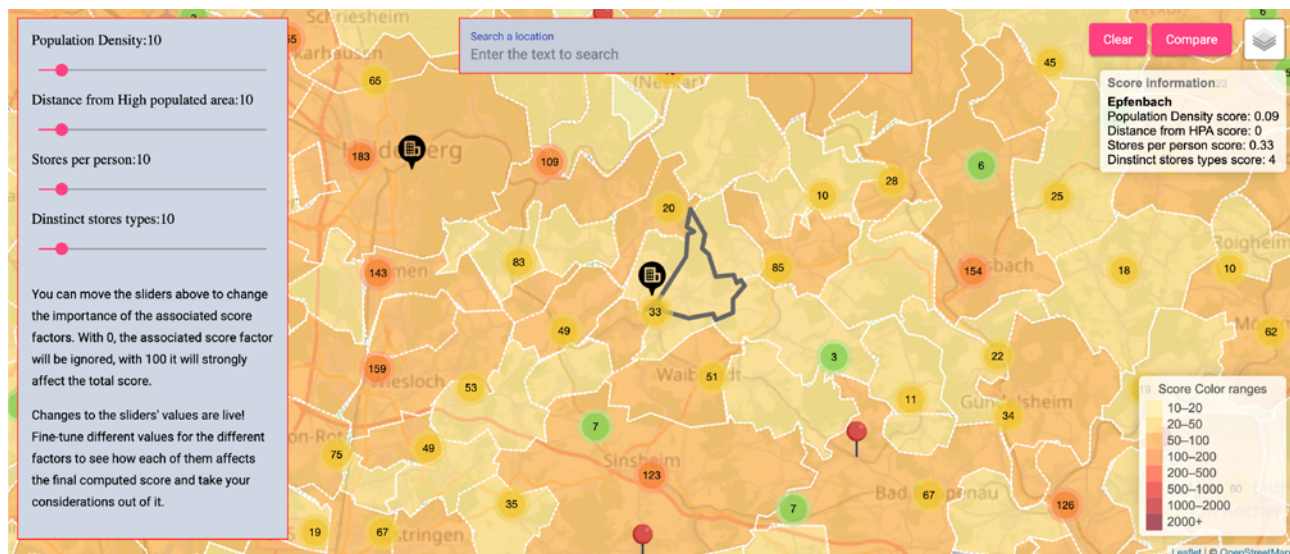 Population Density:10
Distance from High populated area:10
Stores per person:10
Dinstinct stores types:10
You can move the sliders above to change
the importance of the associated score
factors. With 0, the associated score factor
will be ignored, with 100 it will strongly
affect the total score.
Changes to the sliders' values are live!
Fine-tune different values for the different
factors to see how each of them affects
the final computed score and take your
considerations out of it.
Search a location
Enter the text to search
Clear
Compare
Score information
Epfenbach
Population Density score: 0.09
Distance from HPA score: 0
Stores per person score: 0.33
Dinstinct stores types score: 4
Schriesheim
65
(Neckar)
45
6
183
109
6
20
10
28
25
Roigheim
143
83
85
154
18
10
33
49
62
159
53
51
3
22
11
34
Gundelsheim
75
49
7
Sinsheim
123
35
7
67
126
60
19
67
Score Color ranges
10–20
20–50
50–100
100–200
200–500
500–1000
1000–2000
2000+
Leaflet | © OpenStreetMap